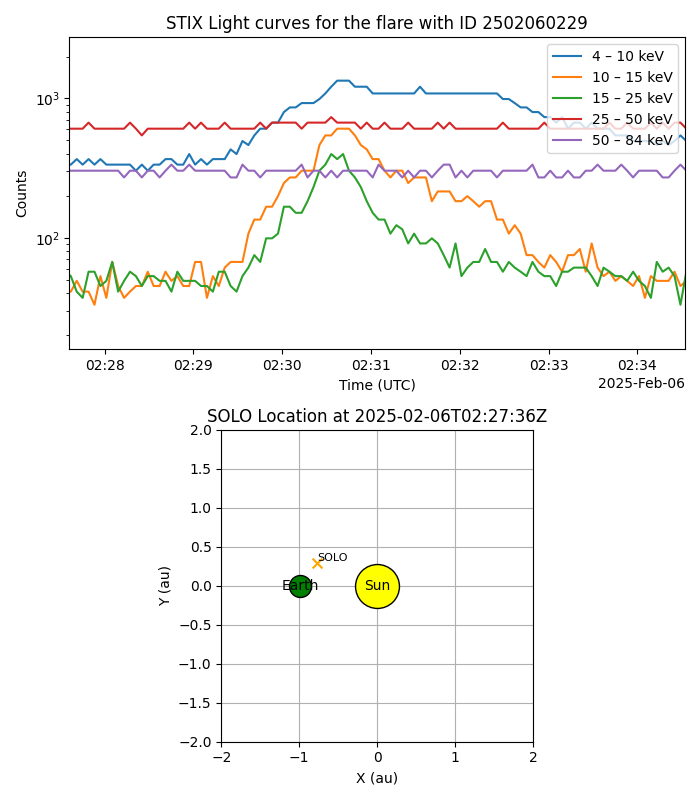 STIX Light curves for the flare with ID 2502060229
10³
10²
Counts
4 – 10 keV
10 – 15 keV
15 – 25 keV
25 – 50 keV
50 – 84 keV
02:28 02:29 02:30 02:31 02:32 02:33 02:34
Time (UTC)
2025-Feb-06
SOLO Location at 2025-02-06T02:27:36Z
2.0
1.5
1.0
0.5
0.0
−0.5
−1.0
−1.5
−2.0
Y (au)
SOLO
Earth
Sun
−2 −1 0 1 2
X (au)